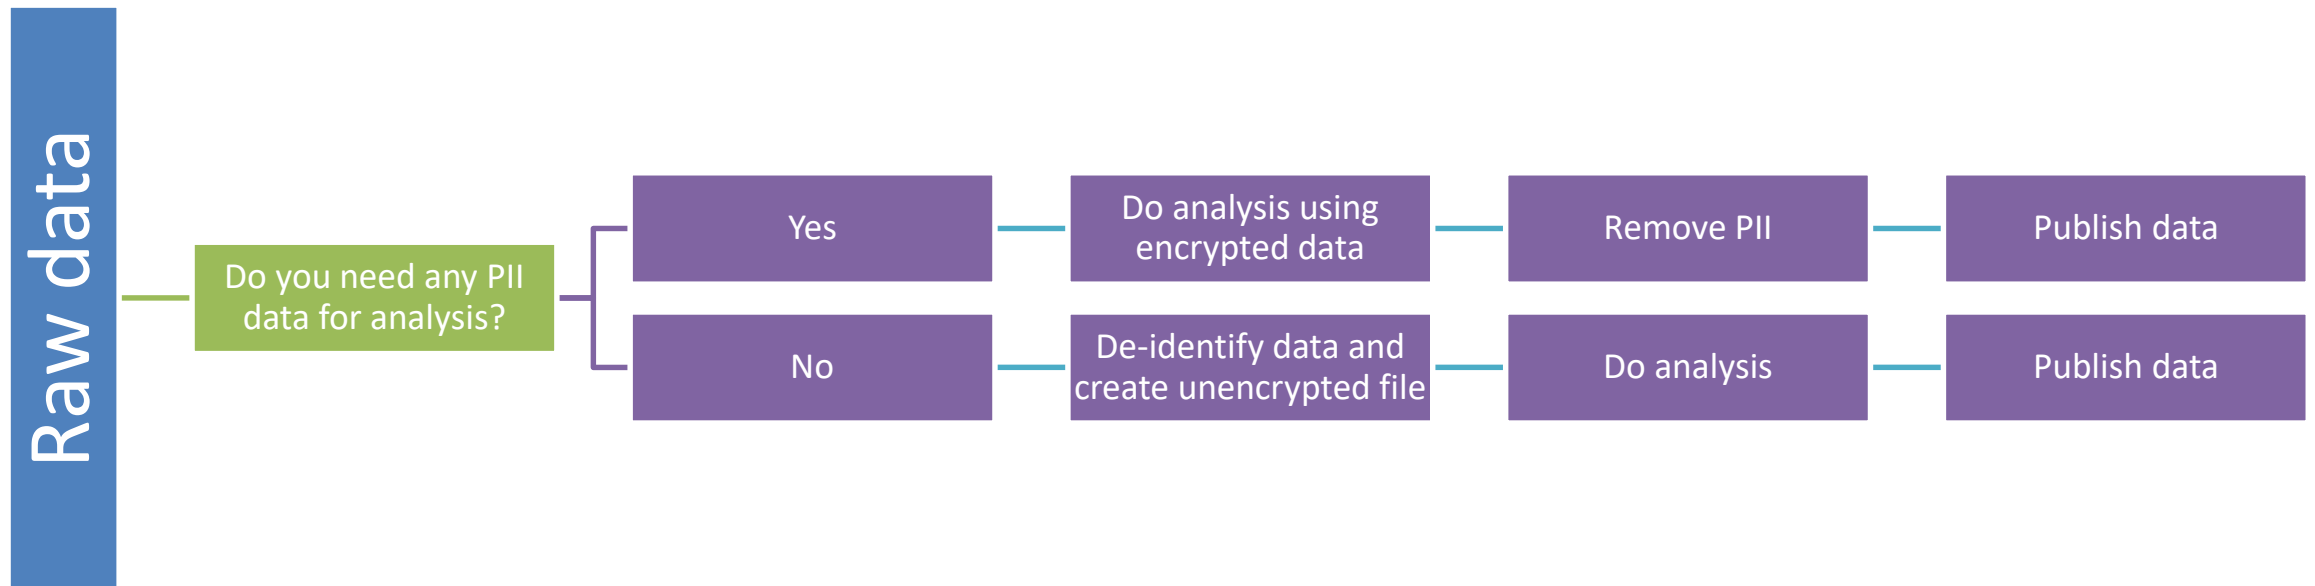 Raw data
Do you need any PII
data for analysis?
Yes
Do analysis using
encrypted data
Remove PII
Publish data
No
De-identify data and
create unencrypted file
Do analysis
Publish data